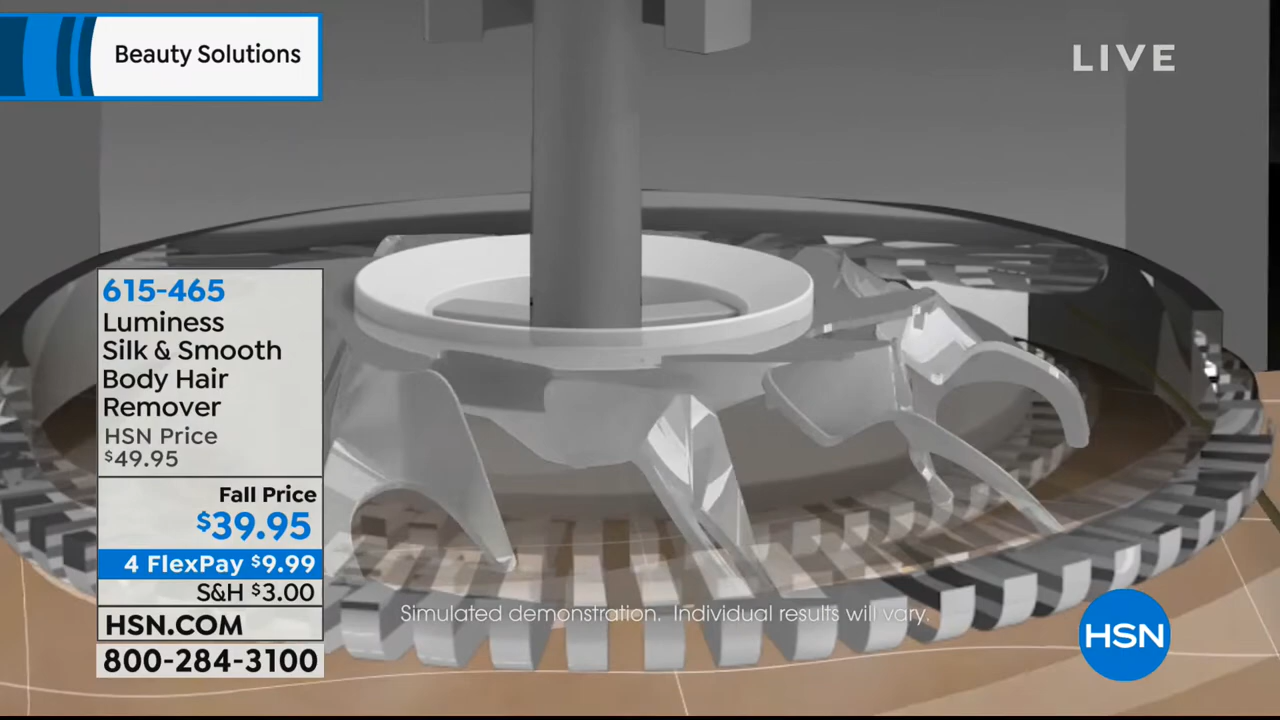 Beauty Solutions
LIVE
615-465
Luminess
Silk & Smooth
Body Hair
Remover
HSN Price
$49.95
Fall Price
$39.95
4 FlexPay $9.99
S&H $3.00
HSN.COM
800-284-3100
Simulated demonstration. Individual results will vary.
HSN